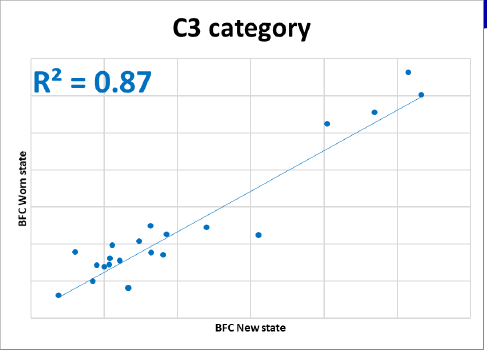 C3 category
R² = 0.87
BFC Worn state
BFC New state